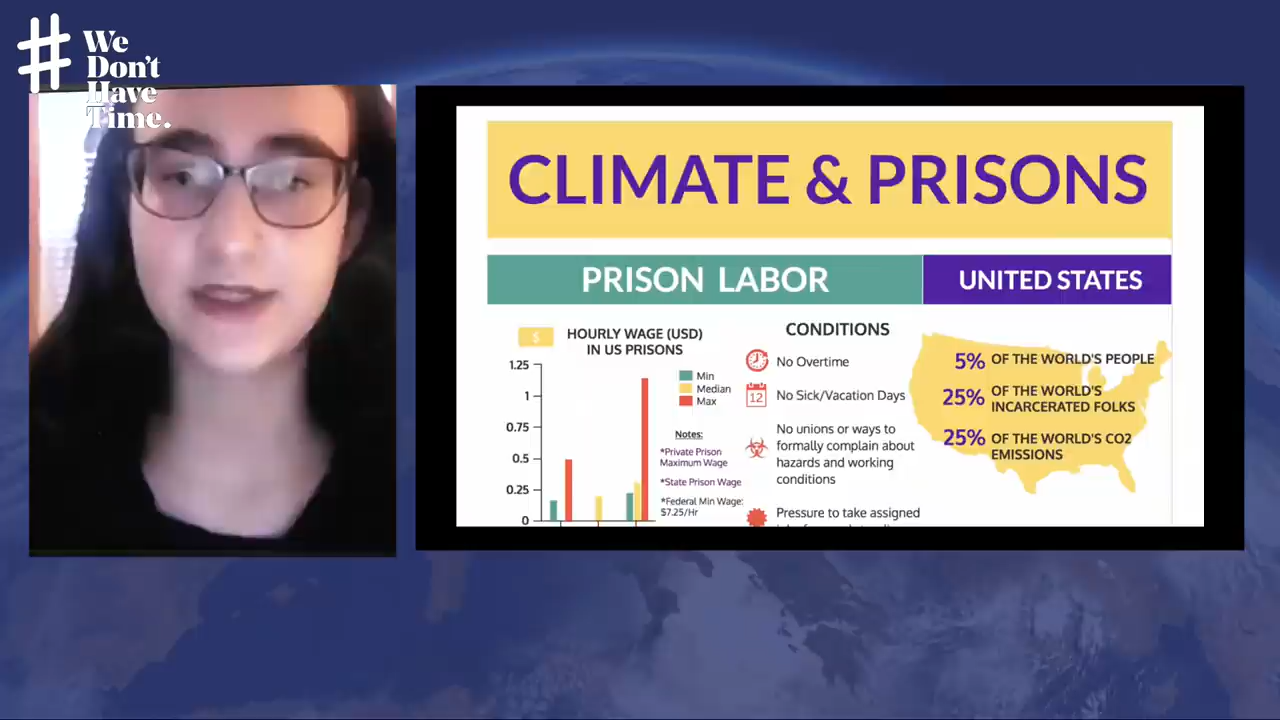 #We
Don't
Have
Time.
CLIMATE & PRISONS
PRISON LABOR
UNITED STATES
$
HOURLY WAGE (USD)
IN US PRISONS
1.25
1
0.75
0.5
0.25
0
Min
Median
Max
Notes:
*Private Prison
Maximum Wage
*State Prison Wage
*Federal Min Wage:
$7.25/Hr
CONDITIONS
No Overtime
12
No Sick/Vacation Days
No unions or ways to
formally complain about
hazards and working
conditions
Pressure to take assigned
5% OF THE WORLD'S PEOPLE
25% OF THE WORLD'S
INCARCERATED FOLKS
25% OF THE WORLD'S CO2
EMISSIONS